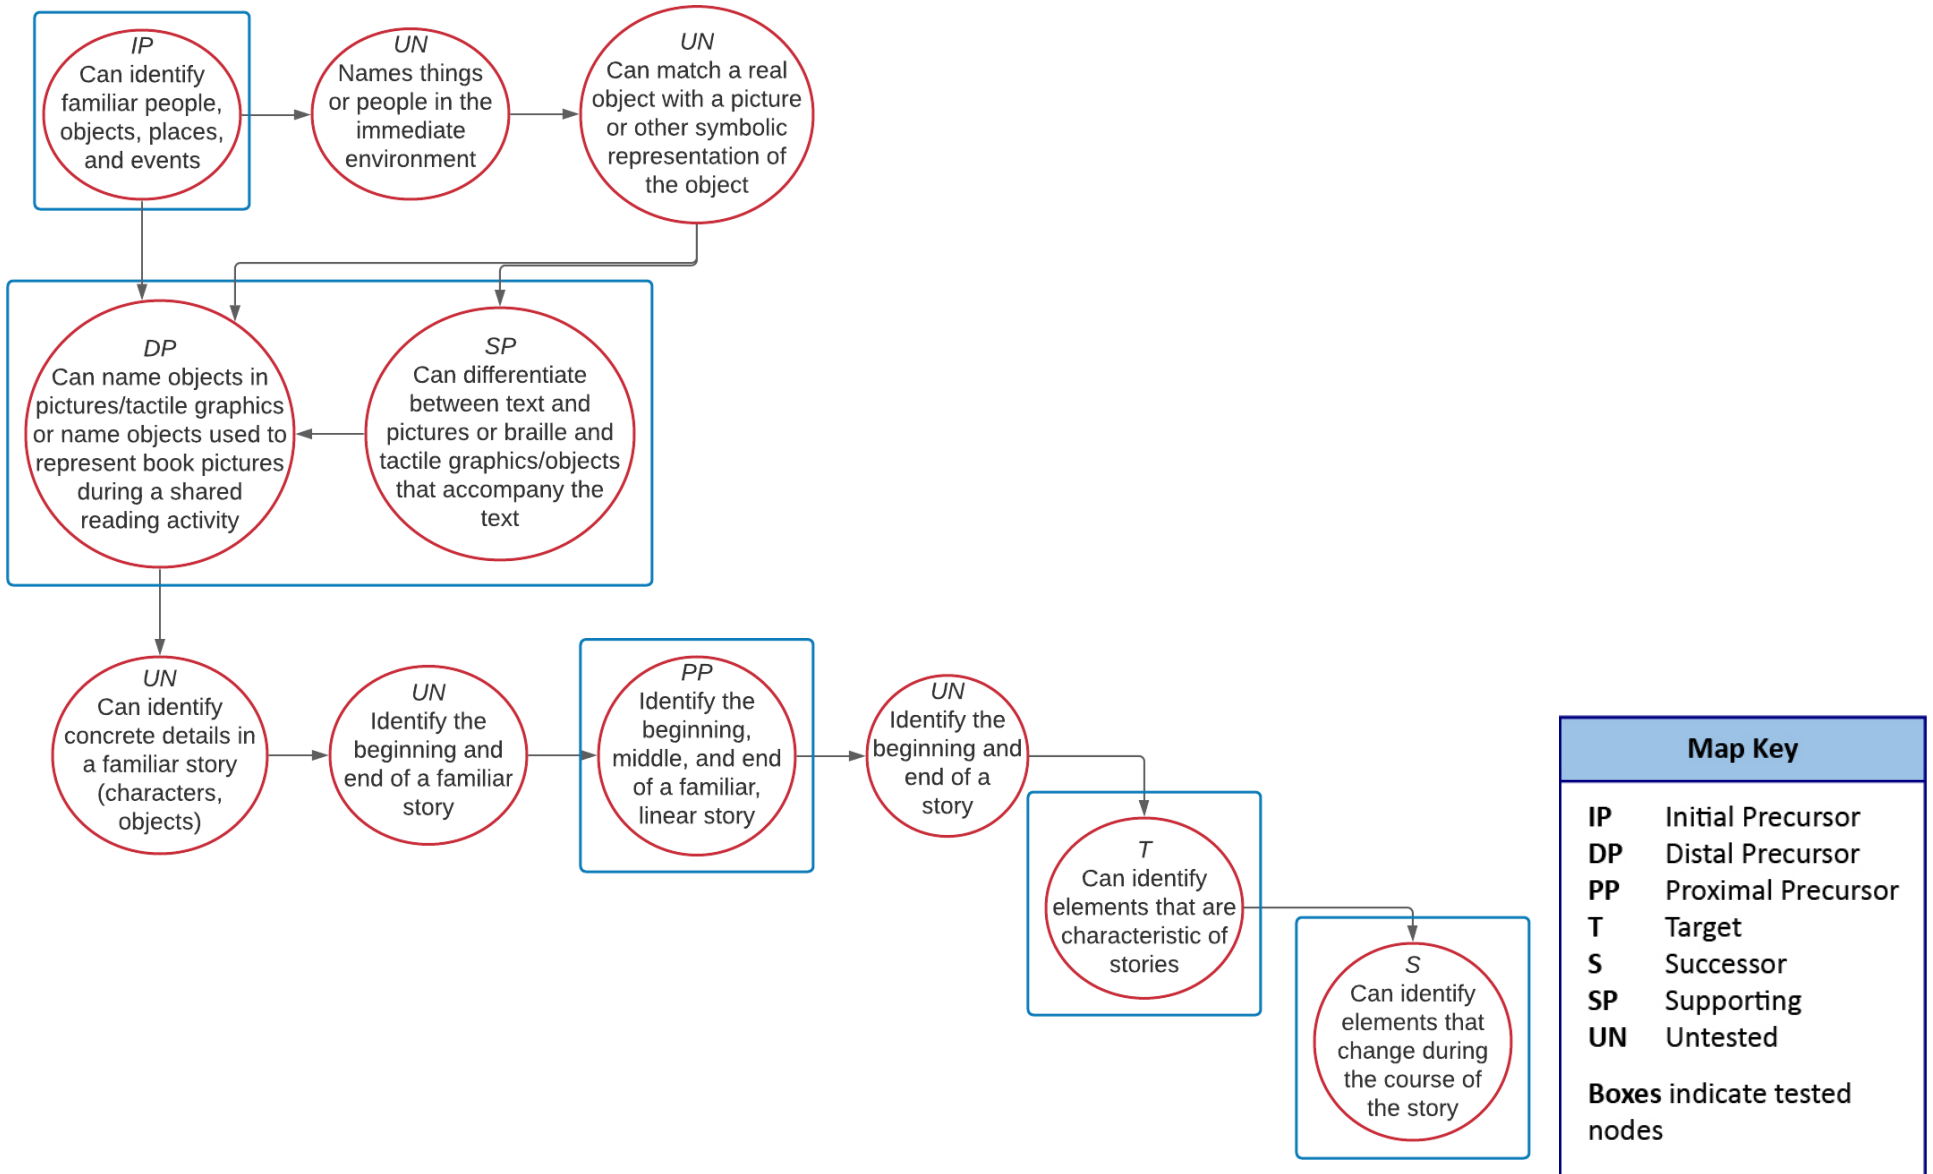 IP
Can identify
familiar people,
objects, places,
and events
UN
Names things
or people in the
immediate
environment
UN
Can match a real
object with a picture
or other symbolic
representation of
the object
DP
Can name objects in
pictures/tactile graphics
or name objects used to
represent book pictures
during a shared
reading activity
SP
Can differentiate
between text and
pictures or braille and
tactile graphics/objects
that accompany the
text
UN
Can identify
concrete details in
a familiar story
(characters,
objects)
UN
Identify the
beginning and
end of a familiar
story
PP
Identify the
beginning,
middle, and end
of a familiar,
linear story
UN
Identify the
beginning and
end of a
story
T
Can identify
elements that are
characteristic of
stories
S
Can identify
elements that
change during
the course of
the story
Map Key
IP Initial Precursor
DP Distal Precursor
PP Proximal Precursor
T Target
S Successor
SP Supporting
UN Untested
Boxes indicate tested
nodes